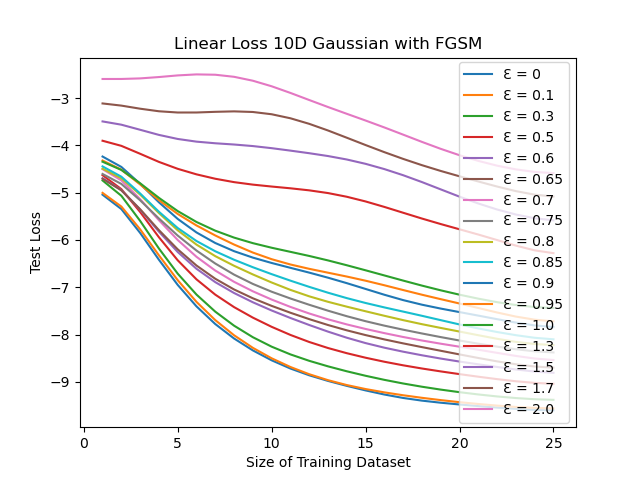 Linear Loss 10D Gaussian with FGSM
Test Loss
−3
−4
−5
−6
−7
−8
−9
0
5
10
15
20
25
Size of Training Dataset
Ɛ = 0
Ɛ = 0.1
Ɛ = 0.3
Ɛ = 0.5
Ɛ = 0.6
Ɛ = 0.65
Ɛ = 0.7
Ɛ = 0.75
Ɛ = 0.8
Ɛ = 0.85
Ɛ = 0.9
Ɛ = 0.95
Ɛ = 1.0
Ɛ = 1.3
Ɛ = 1.5
Ɛ = 1.7
Ɛ = 2.0